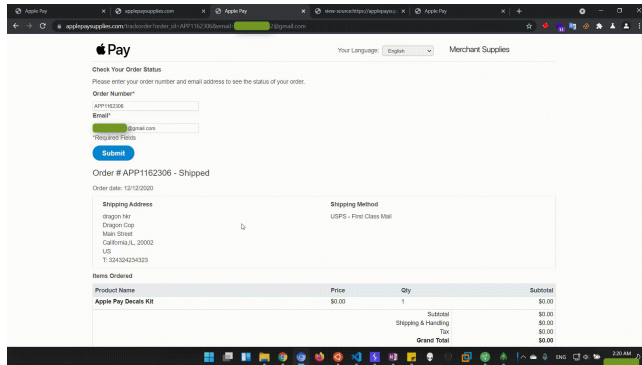 Apple Pay
applepaysupplies.com
Apple Pay
view-source:https://applepaysu
Apple Pay
applepaysupplies.com/trackorder?order_id=APP1162306&email= 2@gmail.com
Pay
Your Language: English
Merchant Supplies
Check Your Order Status
Please enter your order number and email address to see the status of your order.
Order Number*
APP1162306
Email*
@gmail.com
*Required Fields
Submit
Order # APP1162306 - Shipped
Order date: 12/12/2020
Shipping Address
Shipping Method
dragon hkr
USPS - First Class Mail
Dragon Cop
Main Street
California,IL, 20002
US
T: 324324234323
Items Ordered
Product Name Price Qty Subtotal
Apple Pay Decals Kit $0.00 1 $0.00
Subtotal $0.00
Shipping & Handling $0.00
Tax $0.00
Grand Total $0.00
ENG
2:20 AM